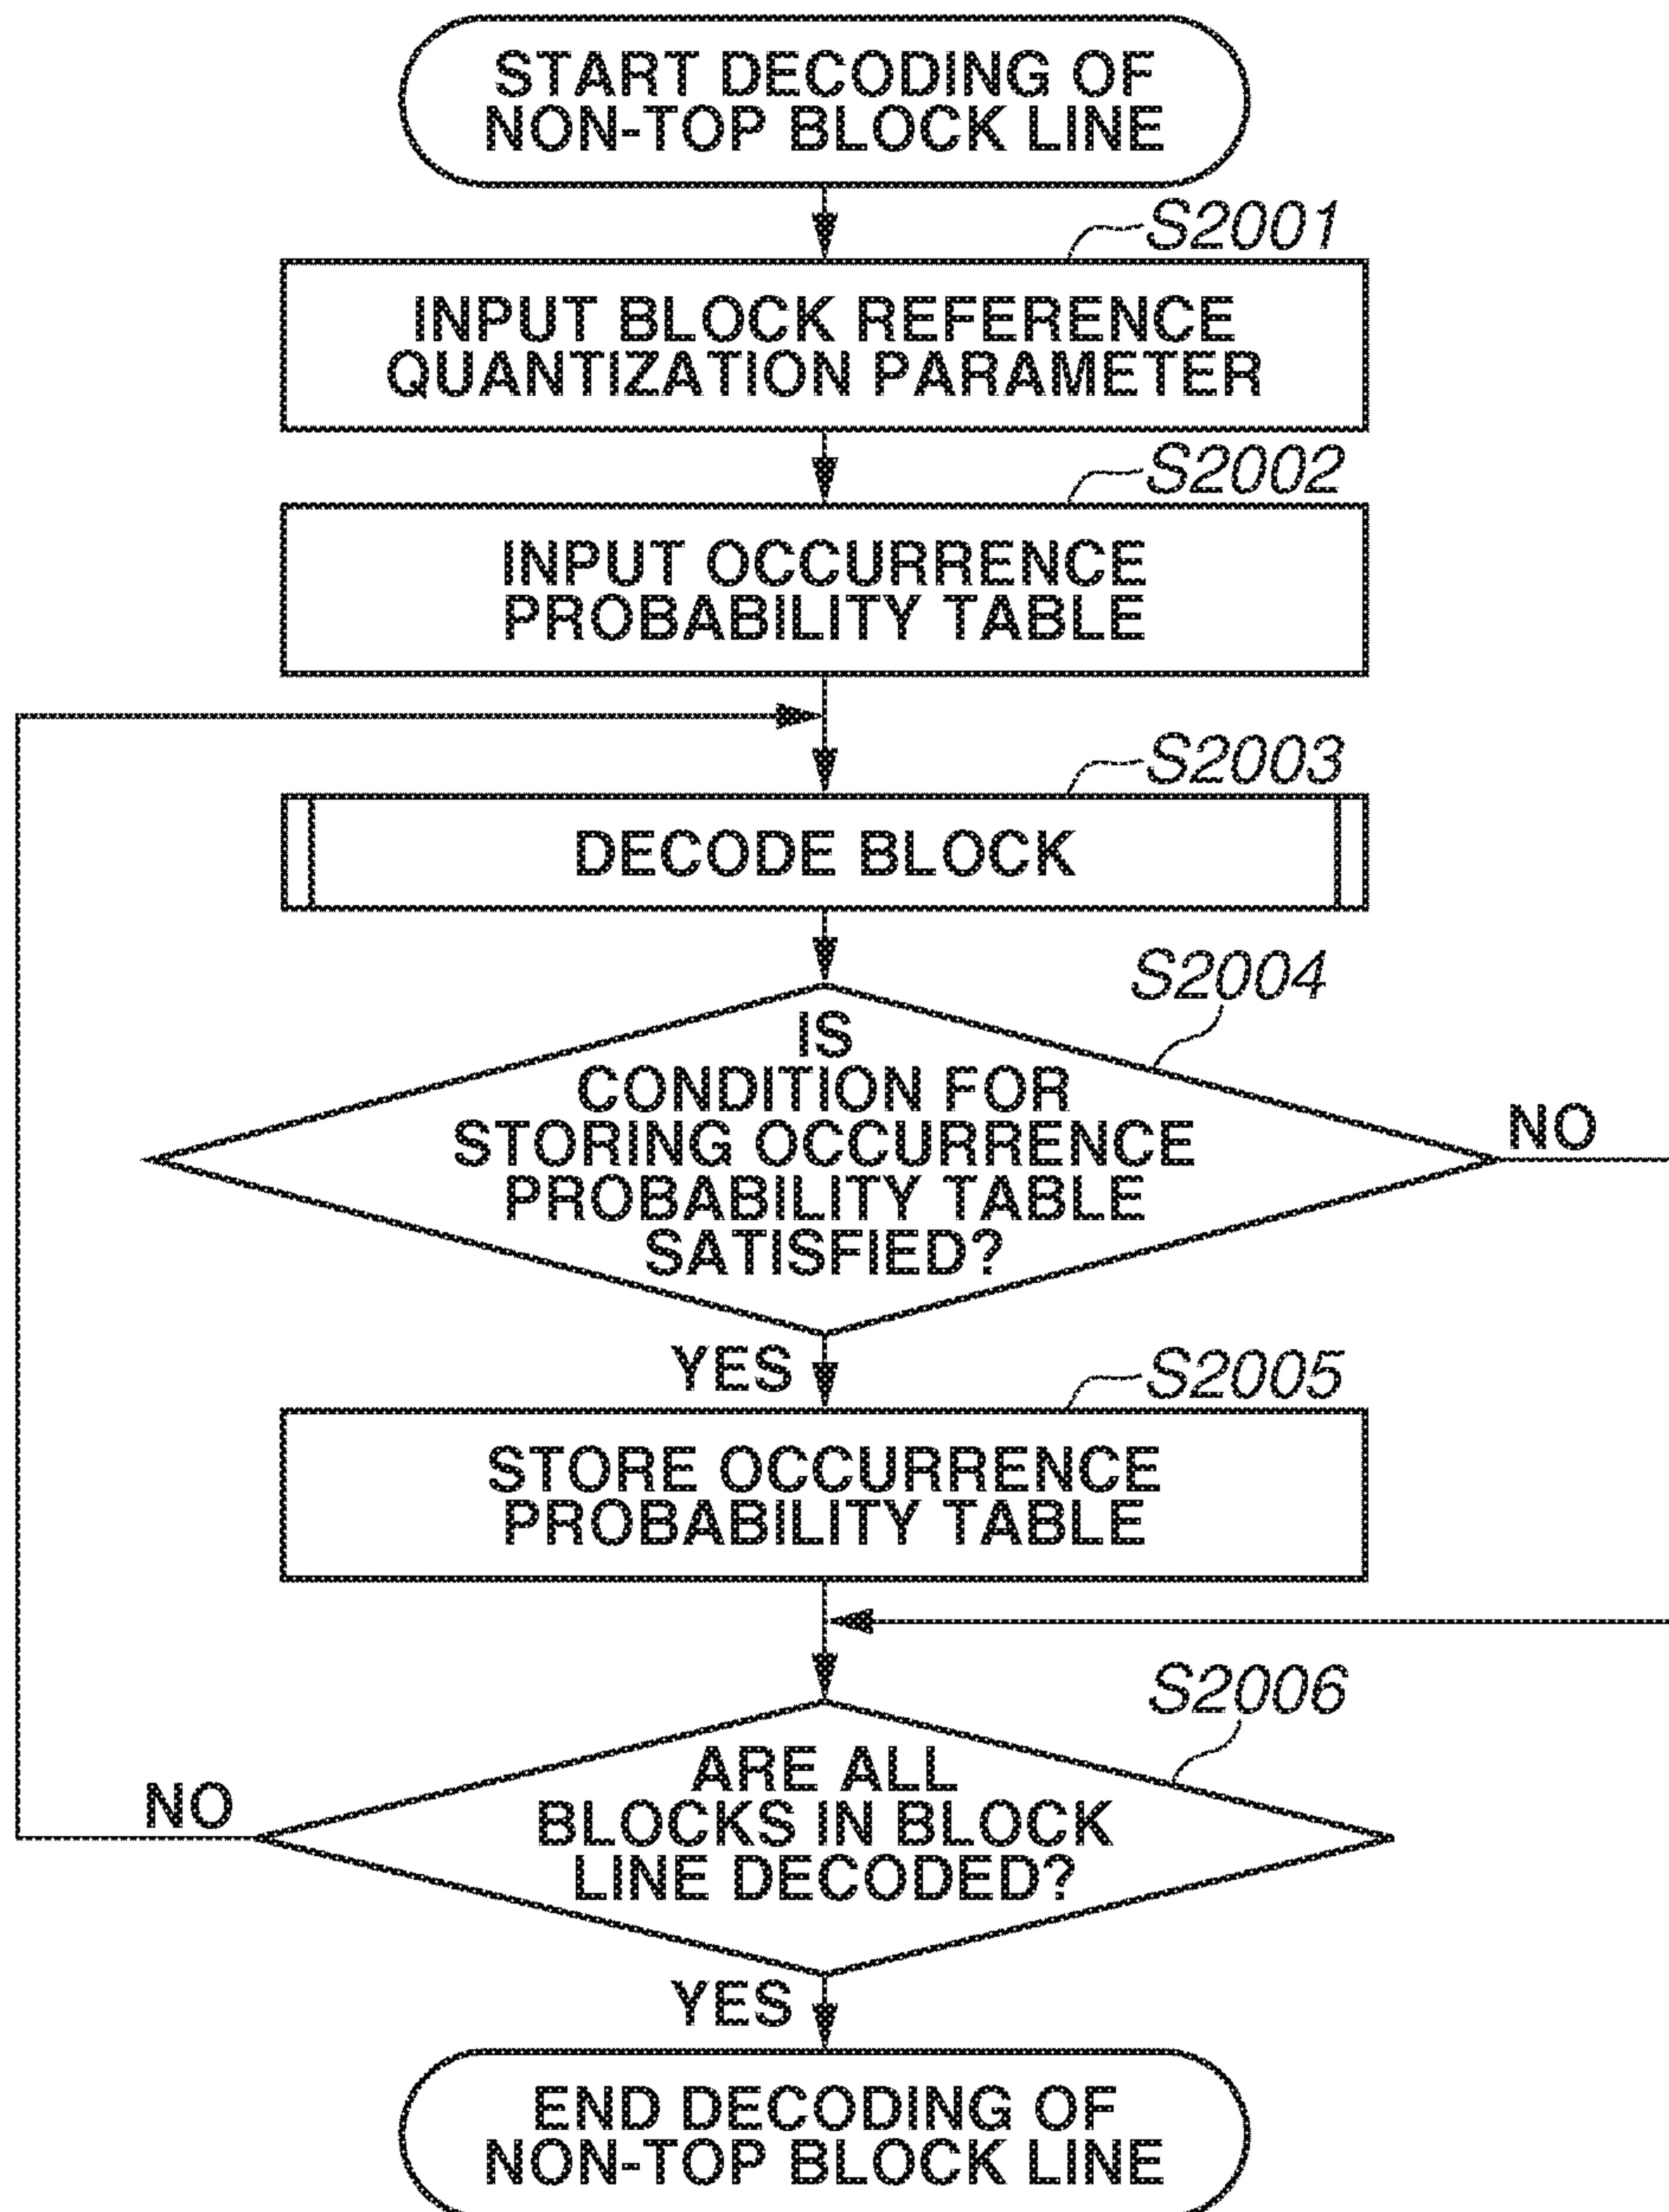 START DECODING OF
NON-TOP BLOCK LINE
S2001
INPUT BLOCK REFERENCE
QUANTIZATION PARAMETER
S2002
INPUT OCCURRENCE
PROBABILITY TABLE
S2003
DECODE BLOCK
S2004
IS
CONDITION FOR
STORING OCCURRENCE
PROBABILITY TABLE
SATISFIED?
NO
YES
S2005
STORE OCCURRENCE
PROBABILITY TABLE
S2006
ARE ALL
BLOCKS IN BLOCK
LINE DECODED?
NO
YES
END DECODING OF
NON-TOP BLOCK LINE